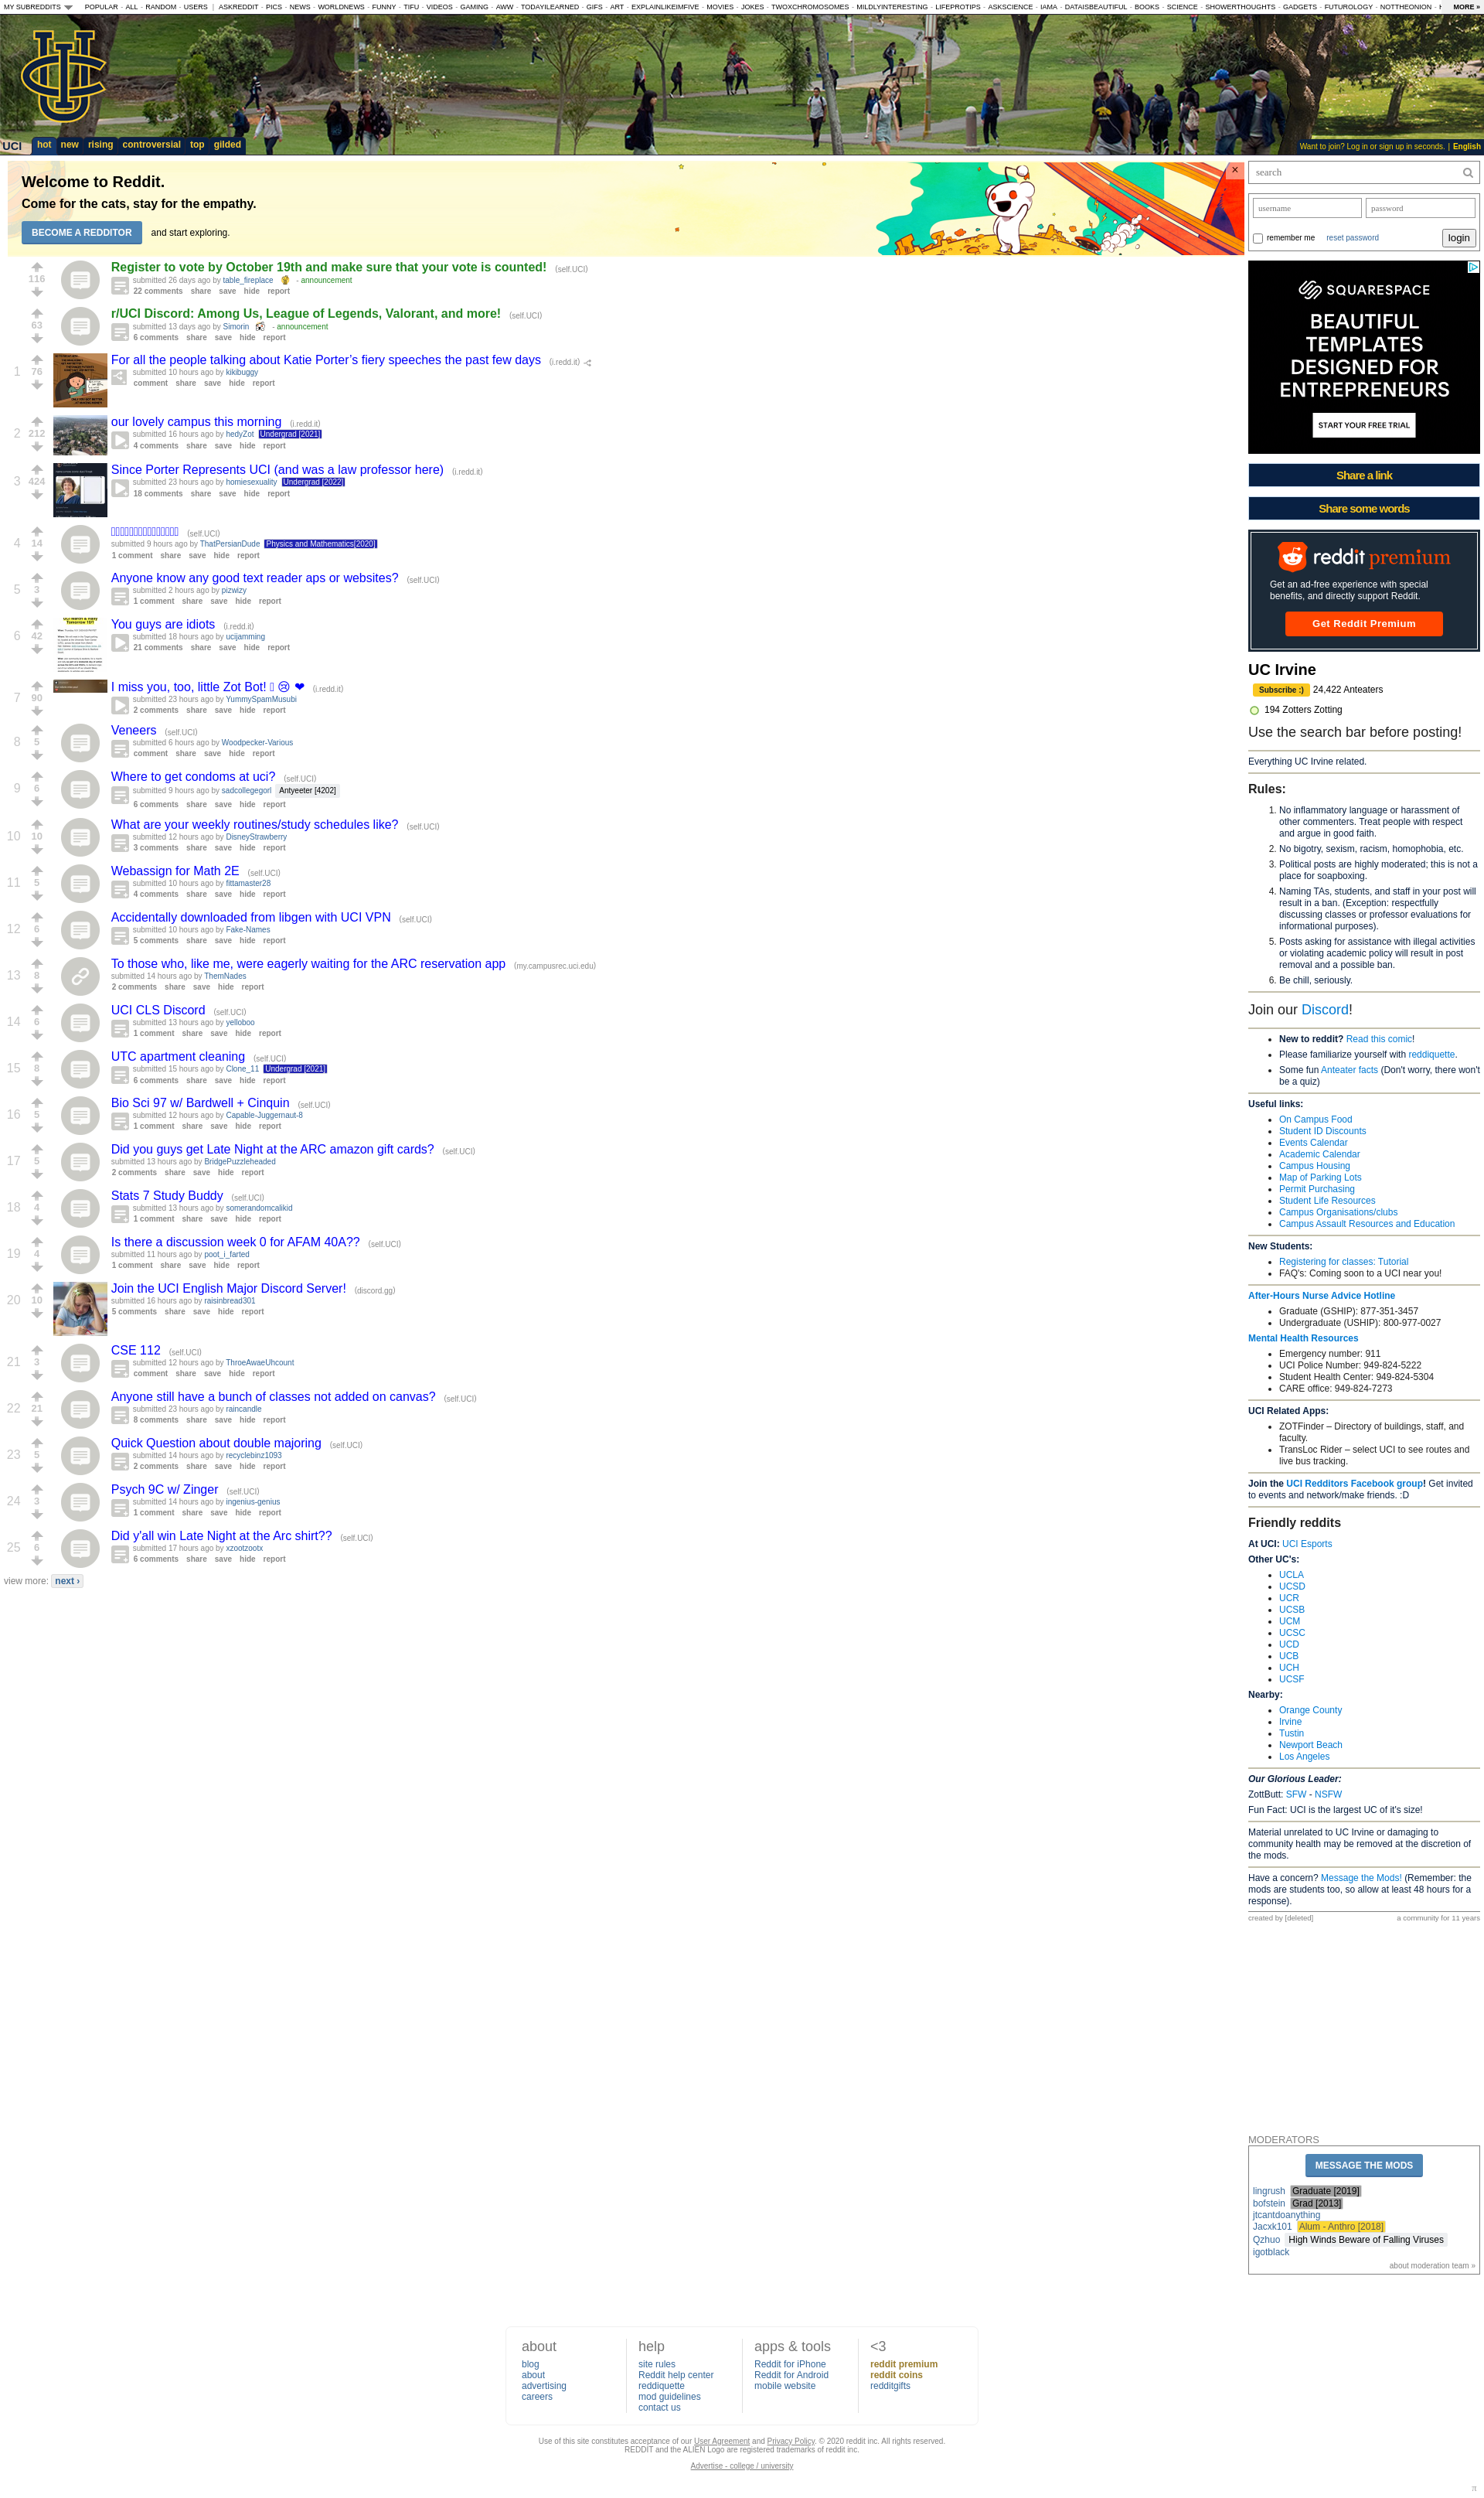 MY SUBREDDITS POPULAR - ALL - RANDOM - USERS | ASKREDDIT - PICS - NEWS - WORLDNEWS - FUNNY - TIFU - VIDEOS - GAMING - AWW - TODAYILEARNED - GIFS - ART - EXPLAINLIKEIMFIVE - MOVIES - JOKES - TWOXCHROMOSOMES - MILDLYINTERESTING - LIFEPROTIPS - ASKSCIENCE - IAMA - DATAISBEAUTIFUL - BOOKS - SCIENCE - SHOWERTHOUGHTS - GADGETS - FUTUROLOGY - NOTTHEONION - MORE »
UCI hot new rising controversial top gilded
Want to join? Log in or sign up in seconds. | English
Welcome to Reddit.
Come for the cats, stay for the empathy.
BECOME A REDDITOR and start exploring.
×
116
Register to vote by October 19th and make sure that your vote is counted! (self.UCI)
submitted 26 days ago by table_fireplace - announcement
22 comments share save hide report
63
r/UCI Discord: Among Us, League of Legends, Valorant, and more! (self.UCI)
submitted 13 days ago by Simorin - announcement
6 comments share save hide report
1 76
For all the people talking about Katie Porter’s fiery speeches the past few days (i.redd.it)
submitted 10 hours ago by kikibuggy
comment share save hide report
2 212
our lovely campus this morning (i.redd.it)
submitted 16 hours ago by hedyZot Undergrad [2021]
4 comments share save hide report
3 424
Since Porter Represents UCI (and was a law professor here) (i.redd.it)
submitted 23 hours ago by homiesexuality Undergrad [2022]
18 comments share save hide report
4 14
(self.UCI)
submitted 9 hours ago by ThatPersianDude Physics and Mathematics[2020]
1 comment share save hide report
5 3
Anyone know any good text reader aps or websites? (self.UCI)
submitted 2 hours ago by pizwizy
1 comment share save hide report
6 42
You guys are idiots (i.redd.it)
submitted 18 hours ago by ucijamming
21 comments share save hide report
7 90
I miss you, too, little Zot Bot! 😢 ❤ (i.redd.it)
submitted 23 hours ago by YummySpamMusubi
2 comments share save hide report
8 5
Veneers (self.UCI)
submitted 6 hours ago by Woodpecker-Various
comment share save hide report
9 6
Where to get condoms at uci? (self.UCI)
submitted 9 hours ago by sadcollegegorl Antyeeter [4202]
6 comments share save hide report
10 10
What are your weekly routines/study schedules like? (self.UCI)
submitted 12 hours ago by DisneyStrawberry
3 comments share save hide report
11 5
Webassign for Math 2E (self.UCI)
submitted 10 hours ago by fittamaster28
4 comments share save hide report
12 6
Accidentally downloaded from libgen with UCI VPN (self.UCI)
submitted 10 hours ago by Fake-Names
5 comments share save hide report
13 8
To those who, like me, were eagerly waiting for the ARC reservation app (my.campusrec.uci.edu)
submitted 14 hours ago by ThemNades
2 comments share save hide report
14 6
UCI CLS Discord (self.UCI)
submitted 13 hours ago by yelloboo
1 comment share save hide report
15 8
UTC apartment cleaning (self.UCI)
submitted 15 hours ago by Clone_11 Undergrad [2021]
6 comments share save hide report
16 5
Bio Sci 97 w/ Bardwell + Cinquin (self.UCI)
submitted 12 hours ago by Capable-Juggernaut-8
1 comment share save hide report
17 5
Did you guys get Late Night at the ARC amazon gift cards? (self.UCI)
submitted 13 hours ago by BridgePuzzleheaded
2 comments share save hide report
18 4
Stats 7 Study Buddy (self.UCI)
submitted 13 hours ago by somerandomcalikid
1 comment share save hide report
19 4
Is there a discussion week 0 for AFAM 40A?? (self.UCI)
submitted 11 hours ago by poot_i_farted
1 comment share save hide report
20 10
Join the UCI English Major Discord Server! (discord.gg)
submitted 16 hours ago by raisinbread301
5 comments share save hide report
21 3
CSE 112 (self.UCI)
submitted 12 hours ago by ThroeAwaeUhcount
comment share save hide report
22 21
Anyone still have a bunch of classes not added on canvas? (self.UCI)
submitted 23 hours ago by raincandle
8 comments share save hide report
23 5
Quick Question about double majoring (self.UCI)
submitted 14 hours ago by recyclebinz1093
2 comments share save hide report
24 3
Psych 9C w/ Zinger (self.UCI)
submitted 14 hours ago by ingenius-genius
1 comment share save hide report
25 6
Did y'all win Late Night at the Arc shirt?? (self.UCI)
submitted 17 hours ago by xzootzootx
6 comments share save hide report
view more: next ›
search
username password
remember me reset password login
SQUARESPACE
BEAUTIFUL
TEMPLATES
DESIGNED FOR
ENTREPRENEURS
START YOUR FREE TRIAL
Share a link
Share some words
reddit premium
Get an ad-free experience with special
benefits, and directly support Reddit.
Get Reddit Premium
UC Irvine
Subscribe :) 24,422 Anteaters
194 Zotters Zotting
Use the search bar before posting!
Everything UC Irvine related.
Rules:
1. No inflammatory language or harassment of
other commenters. Treat people with respect
and argue in good faith.
2. No bigotry, sexism, racism, homophobia, etc.
3. Political posts are highly moderated; this is not a
place for soapboxing.
4. Naming TAs, students, and staff in your post will
result in a ban. (Exception: respectfully
discussing classes or professor evaluations for
informational purposes).
5. Posts asking for assistance with illegal activities
or violating academic policy will result in post
removal and a possible ban.
6. Be chill, seriously.
Join our Discord!
New to reddit? Read this comic!
Please familiarize yourself with reddiquette.
Some fun Anteater facts (Don't worry, there won't
be a quiz)
Useful links:
On Campus Food
Student ID Discounts
Events Calendar
Academic Calendar
Campus Housing
Map of Parking Lots
Permit Purchasing
Student Life Resources
Campus Organisations/clubs
Campus Assault Resources and Education
New Students:
Registering for classes: Tutorial
FAQ's: Coming soon to a UCI near you!
After-Hours Nurse Advice Hotline
Graduate (GSHIP): 877-351-3457
Undergraduate (USHIP): 800-977-0027
Mental Health Resources
Emergency number: 911
UCI Police Number: 949-824-5222
Student Health Center: 949-824-5304
CARE office: 949-824-7273
UCI Related Apps:
ZOTFinder – Directory of buildings, staff, and
faculty.
TransLoc Rider – select UCI to see routes and
live bus tracking.
Join the UCI Redditors Facebook group! Get invited
to events and network/make friends. :D
Friendly reddits
At UCI: UCI Esports
Other UC's:
UCLA
UCSD
UCR
UCSB
UCM
UCSC
UCD
UCB
UCH
UCSF
Nearby:
Orange County
Irvine
Tustin
Newport Beach
Los Angeles
Our Glorious Leader:
ZottButt: SFW - NSFW
Fun Fact: UCI is the largest UC of it's size!
Material unrelated to UC Irvine or damaging to
community health may be removed at the discretion of
the mods.
Have a concern? Message the Mods! (Remember: the
mods are students too, so allow at least 48 hours for a
response).
created by [deleted] a community for 11 years
MODERATORS
MESSAGE THE MODS
lingrush Graduate [2019]
bofstein Grad [2013]
jtcantdoanything
Jacxk101 Alum - Anthro [2018]
Qzhuo High Winds Beware of Falling Viruses
igotblack
about moderation team »
about
blog
about
advertising
careers
help
site rules
Reddit help center
reddiquette
mod guidelines
contact us
apps & tools
Reddit for iPhone
Reddit for Android
mobile website
<3
reddit premium
reddit coins
redditgifts
Use of this site constitutes acceptance of our User Agreement and Privacy Policy. © 2020 reddit inc. All rights reserved.
REDDIT and the ALIEN Logo are registered trademarks of reddit inc.
Advertise - college / university
π